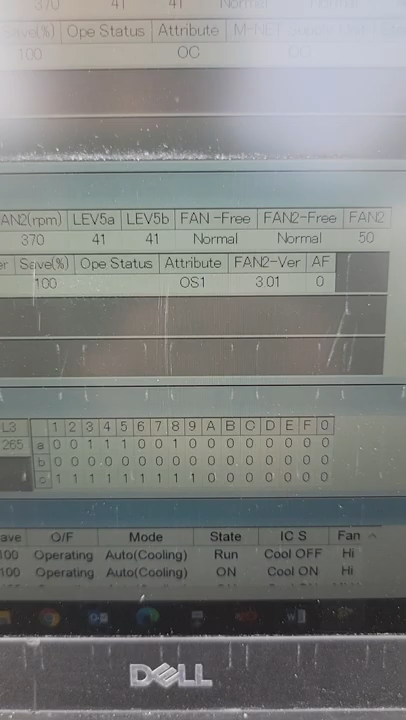 370 41 41 Normal
Save(%) Ope Status Attribute M-NET
100 OC
FAN2(rpm) LEV5a LEV5b FAN -Free FAN2-Free FAN2
370 41 41 Normal Normal 50
er Save(%) Ope Status Attribute FAN2-Ver AF
100 OS1 3.01 0
L3 1 2 3 4 5 6 7 8 9 A B C D E F 0
265 a 0 0 1 1 1 0 0 1 0 0 0 0 0 0 0 0
b 0 0 0 0 0 0 0 0 0 0 0 0 0 0 0 0
c 1 1 1 1 1 1 1 1 1 0 0 0 0 0 0 0
ave O/F Mode State IC S Fan
100 Operating Auto(Cooling) Run Cool OFF Hi
100 Operating Auto(Cooling) ON Cool ON Hi
DELL